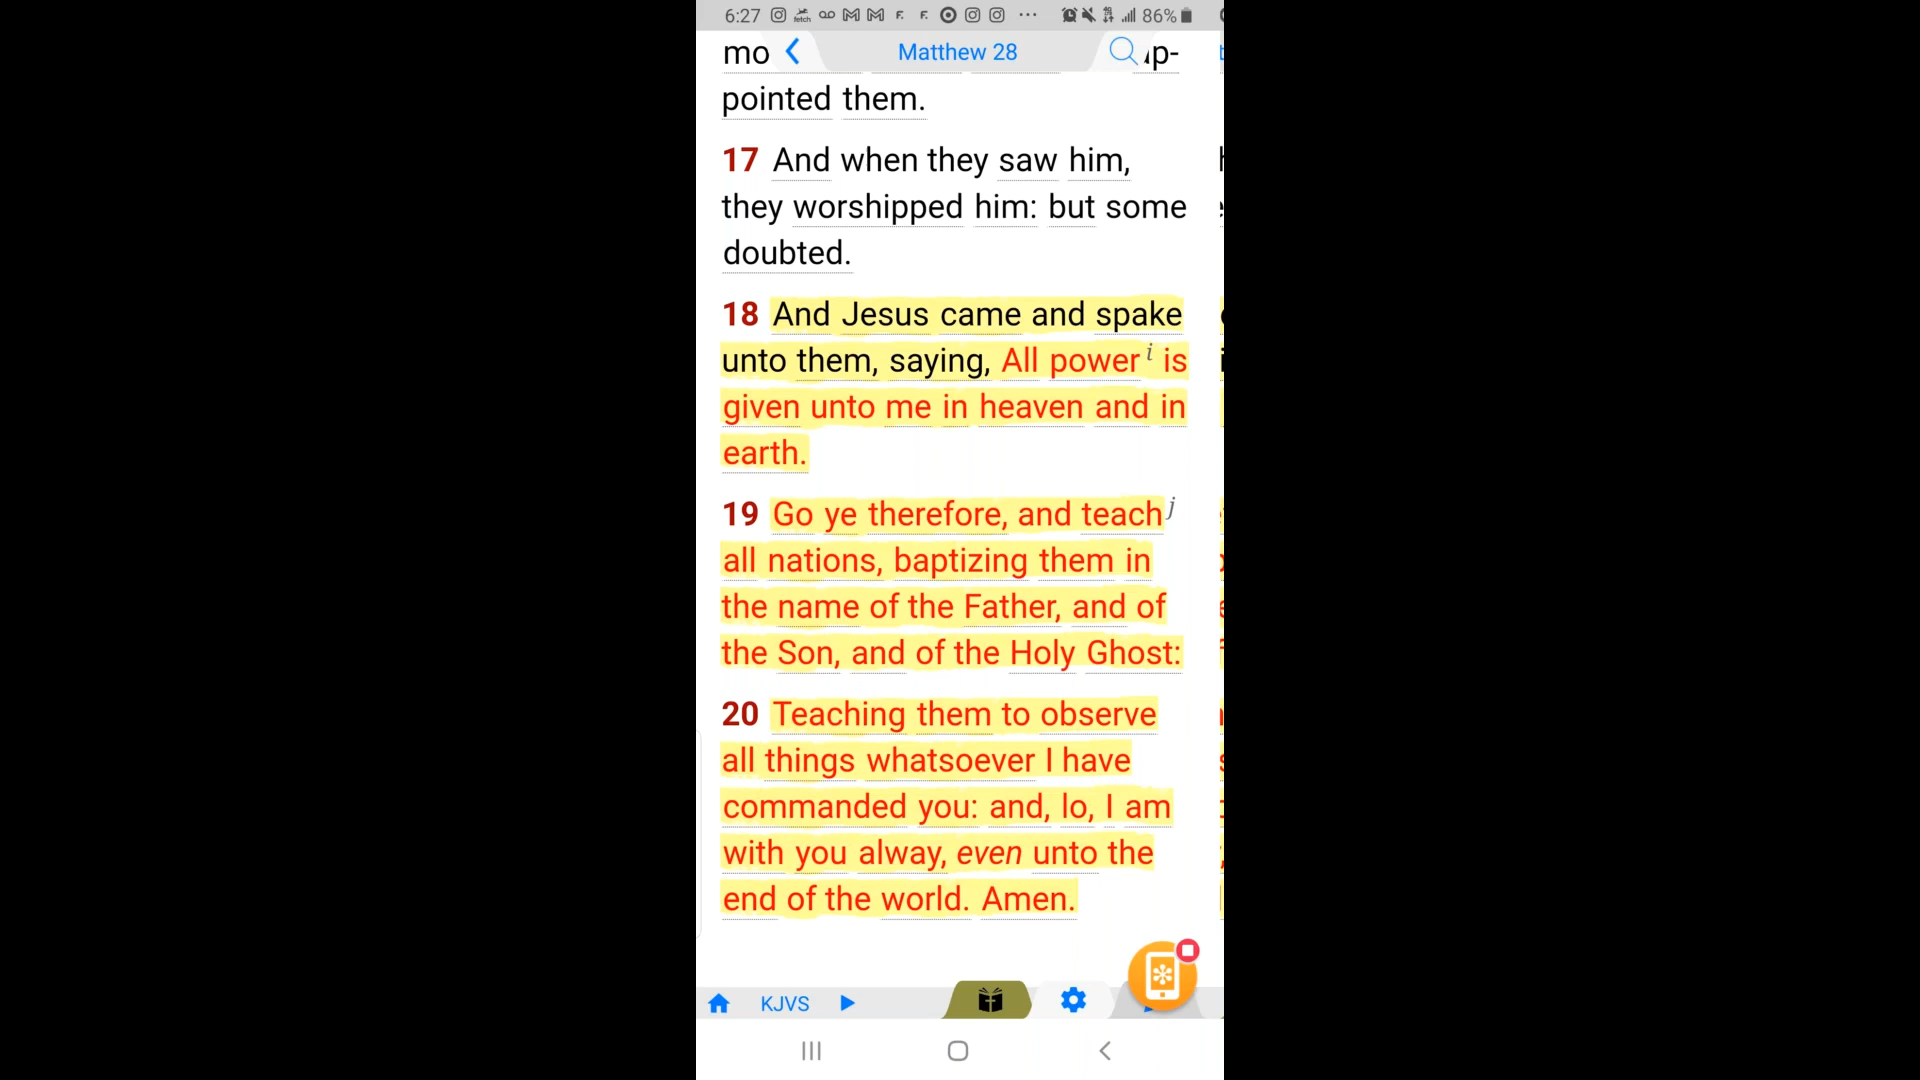 6:27 fetch F. F. ... 86%
Matthew 28
mo
pointed them.
17 And when they saw him,
they worshipped him: but some
doubted.
18 And Jesus came and spake
unto them, saying, All power i is
given unto me in heaven and in
earth.
19 Go ye therefore, and teach j
all nations, baptizing them in
the name of the Father, and of
the Son, and of the Holy Ghost:
20 Teaching them to observe
all things whatsoever I have
commanded you: and, lo, I am
with you alway, even unto the
end of the world. Amen.
KJVS